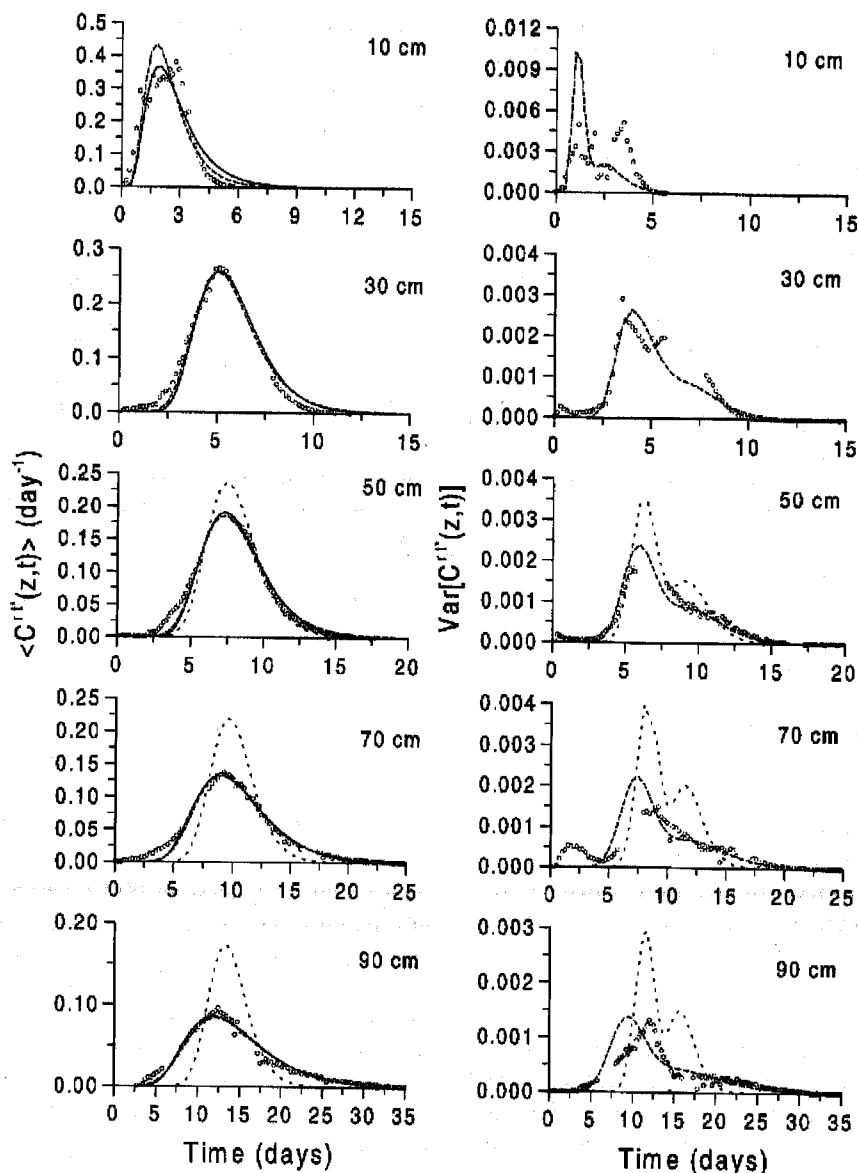 0.5
0.4
0.3
0.2
0.1
0.0
10 cm
0 3 6 9 12 15
0.012
0.009
0.006
0.003
0.000
10 cm
0 5 10 15
0.3
0.2
0.1
0.0
30 cm
0 5 10 15
0.004
0.003
0.002
0.001
0.000
30 cm
0 5 10 15
<C^rt*(z,t)> (day^-1)
0.25
0.20
0.15
0.10
0.05
0.00
50 cm
0 5 10 15 20
Var[C^rt*(z,t)]
0.004
0.003
0.002
0.001
0.000
50 cm
0 5 10 15 20
0.25
0.20
0.15
0.10
0.05
0.00
70 cm
0 5 10 15 20 25
0.004
0.003
0.002
0.001
0.000
70 cm
0 5 10 15 20 25
0.20
0.10
0.00
90 cm
0 5 10 15 20 25 30 35
Time (days)
0.003
0.002
0.001
0.000
90 cm
0 5 10 15 20 25 30 35
Time (days)